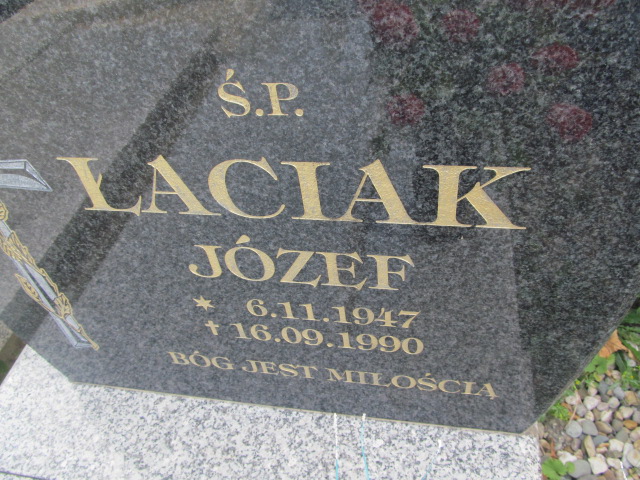 Ś.P.
ŁACIAK
JÓZEF
* 6.11.1947
† 16.09.1990
BÓG JEST MIŁOŚCIĄ